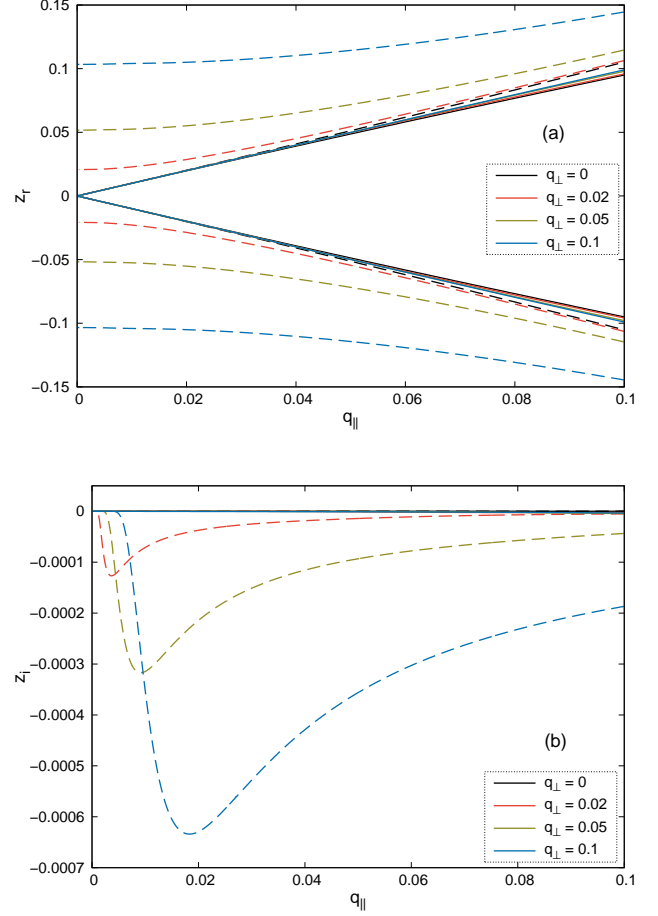 0.15
0.1
0.05
0
−0.05
−0.1
−0.15
z_r
(a)
q_⊥ = 0
q_⊥ = 0.02
q_⊥ = 0.05
q_⊥ = 0.1
0 0.02 0.04 0.06 0.08 0.1
q_||
0
−0.0001
−0.0002
−0.0003
−0.0004
−0.0005
−0.0006
−0.0007
z_i
(b)
q_⊥ = 0
q_⊥ = 0.02
q_⊥ = 0.05
q_⊥ = 0.1
0 0.02 0.04 0.06 0.08 0.1
q_||